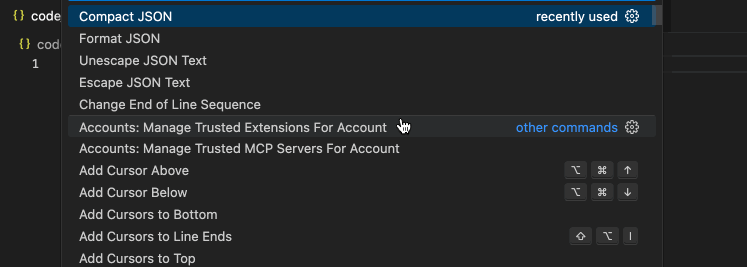 {} code
Compact JSON recently used
Format JSON
{} cod
Unescape JSON Text
1
Escape JSON Text
Change End of Line Sequence
Accounts: Manage Trusted Extensions For Account other commands
Accounts: Manage Trusted MCP Servers For Account
Add Cursor Above ⌥ ⌘ ↑
Add Cursor Below ⌥ ⌘ ↓
Add Cursors to Bottom
Add Cursors to Line Ends ⇧ ⌥ I
Add Cursors to Top